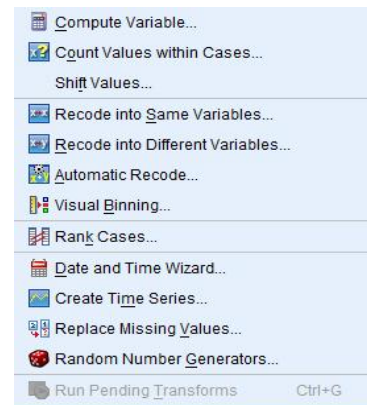 Compute Variable...
Count Values within Cases...
Shift Values...
Recode into Same Variables...
Recode into Different Variables...
Automatic Recode...
Visual Binning...
Rank Cases...
Date and Time Wizard...
Create Time Series...
Replace Missing Values...
Random Number Generators...
Run Pending Transforms Ctrl+G